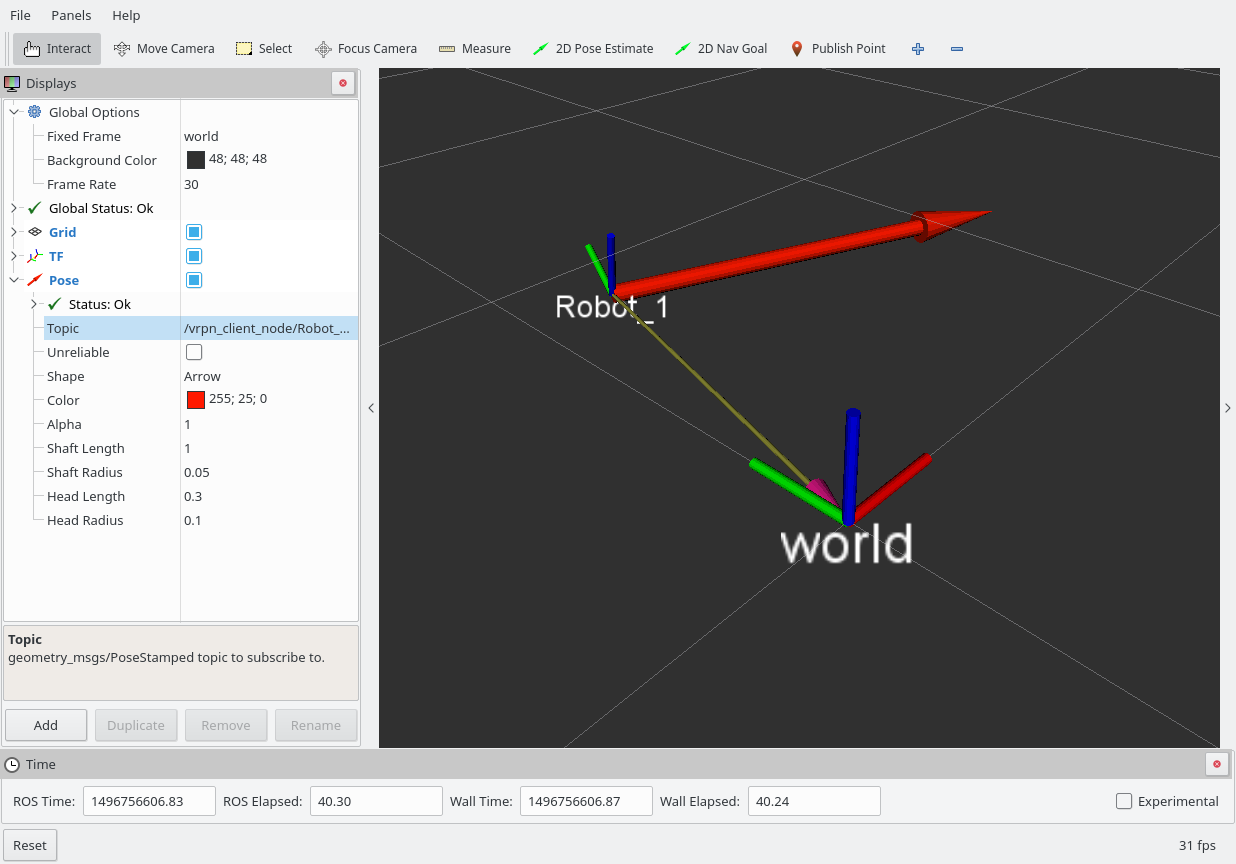 File Panels Help
Interact Move Camera Select Focus Camera Measure 2D Pose Estimate 2D Nav Goal Publish Point
Displays
Global Options
Fixed Frame world
Background Color 48; 48; 48
Frame Rate 30
Global Status: Ok
Grid
TF
Pose
Status: Ok
Topic /vrpn_client_node/Robot_...
Unreliable
Shape Arrow
Color 255; 25; 0
Alpha 1
Shaft Length 1
Shaft Radius 0.05
Head Length 0.3
Head Radius 0.1
Topic
geometry_msgs/PoseStamped topic to subscribe to.
Add Duplicate Remove Rename
Robot_1
world
Time
ROS Time: 1496756606.83 ROS Elapsed: 40.30 Wall Time: 1496756606.87 Wall Elapsed: 40.24 Experimental
Reset 31 fps